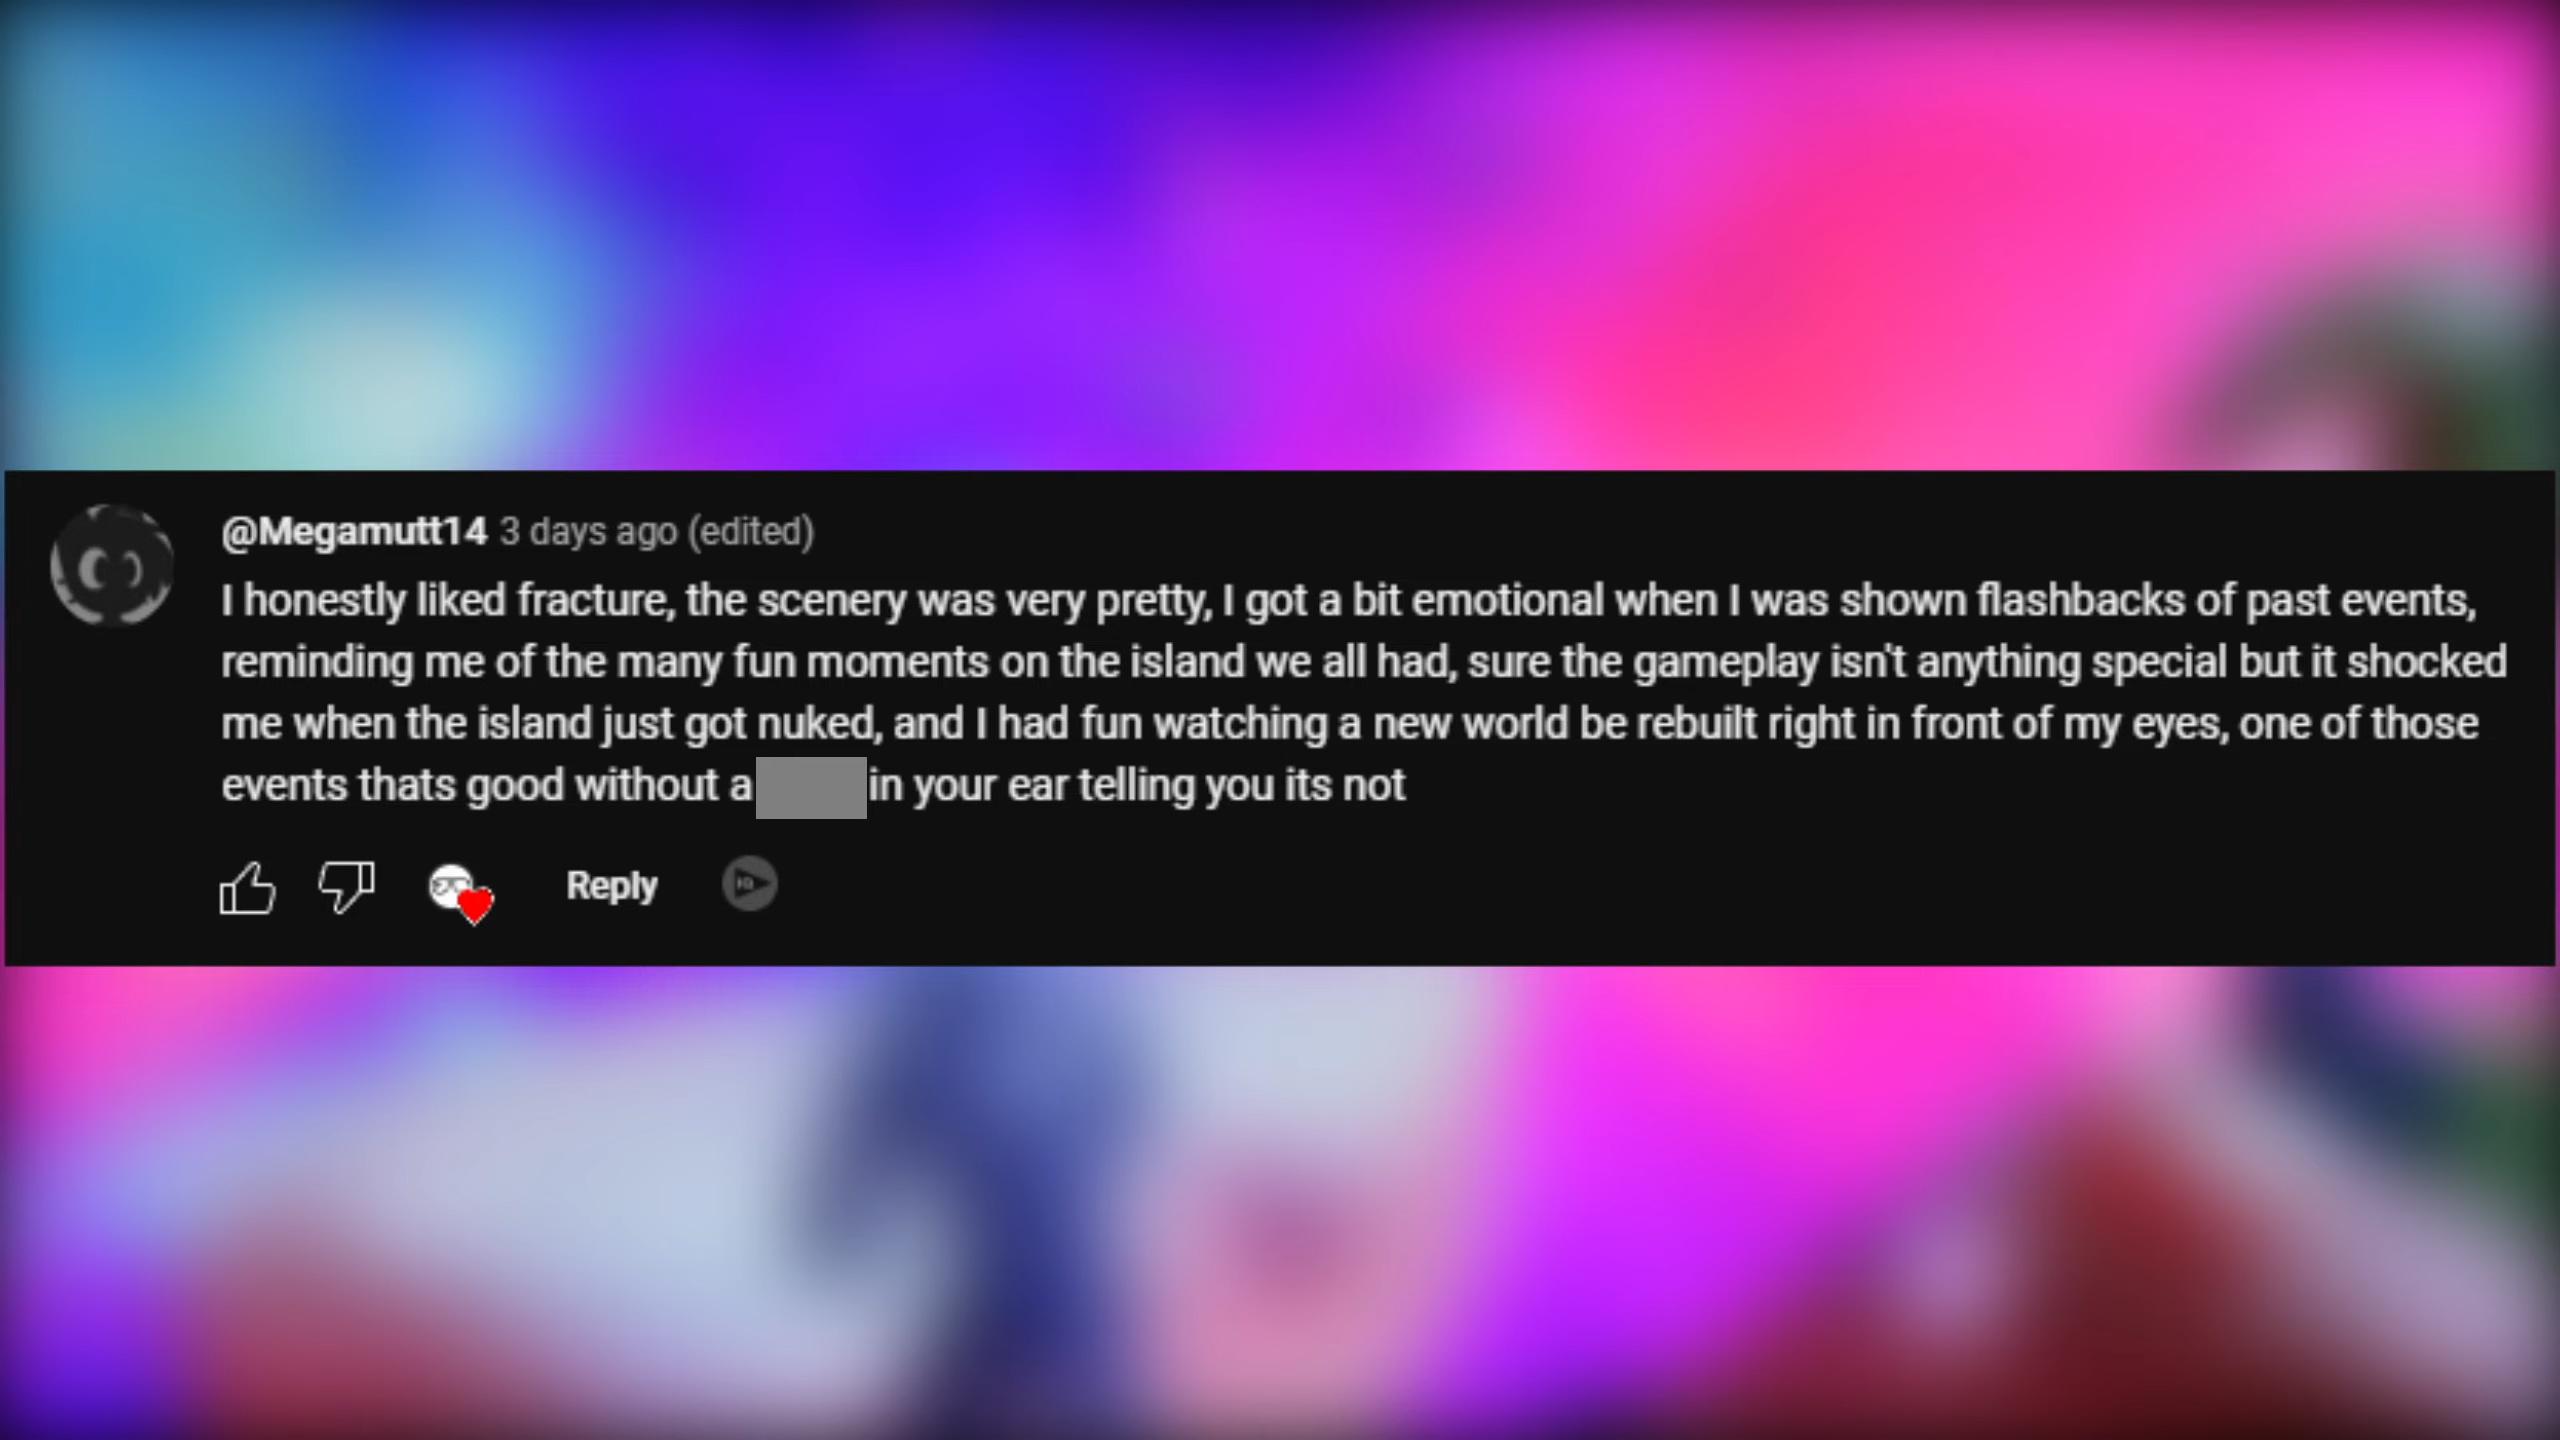 @Megamutt14 3 days ago (edited)
I honestly liked fracture, the scenery was very pretty, I got a bit emotional when I was shown flashbacks of past events,
reminding me of the many fun moments on the island we all had, sure the gameplay isn't anything special but it shocked
me when the island just got nuked, and I had fun watching a new world be rebuilt right in front of my eyes, one of those
events thats good without a in your ear telling you its not
Reply